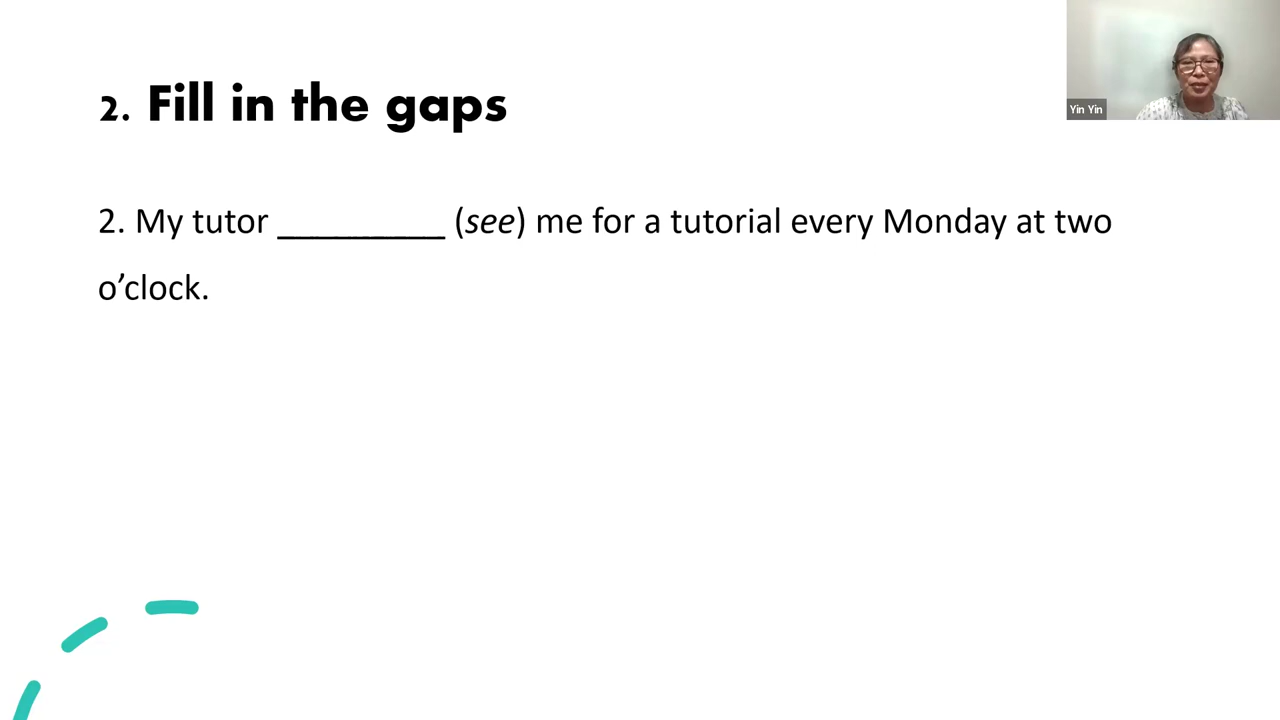 2. Fill in the gaps
Yin Yin
2. My tutor _________ (see) me for a tutorial every Monday at two
o’clock.